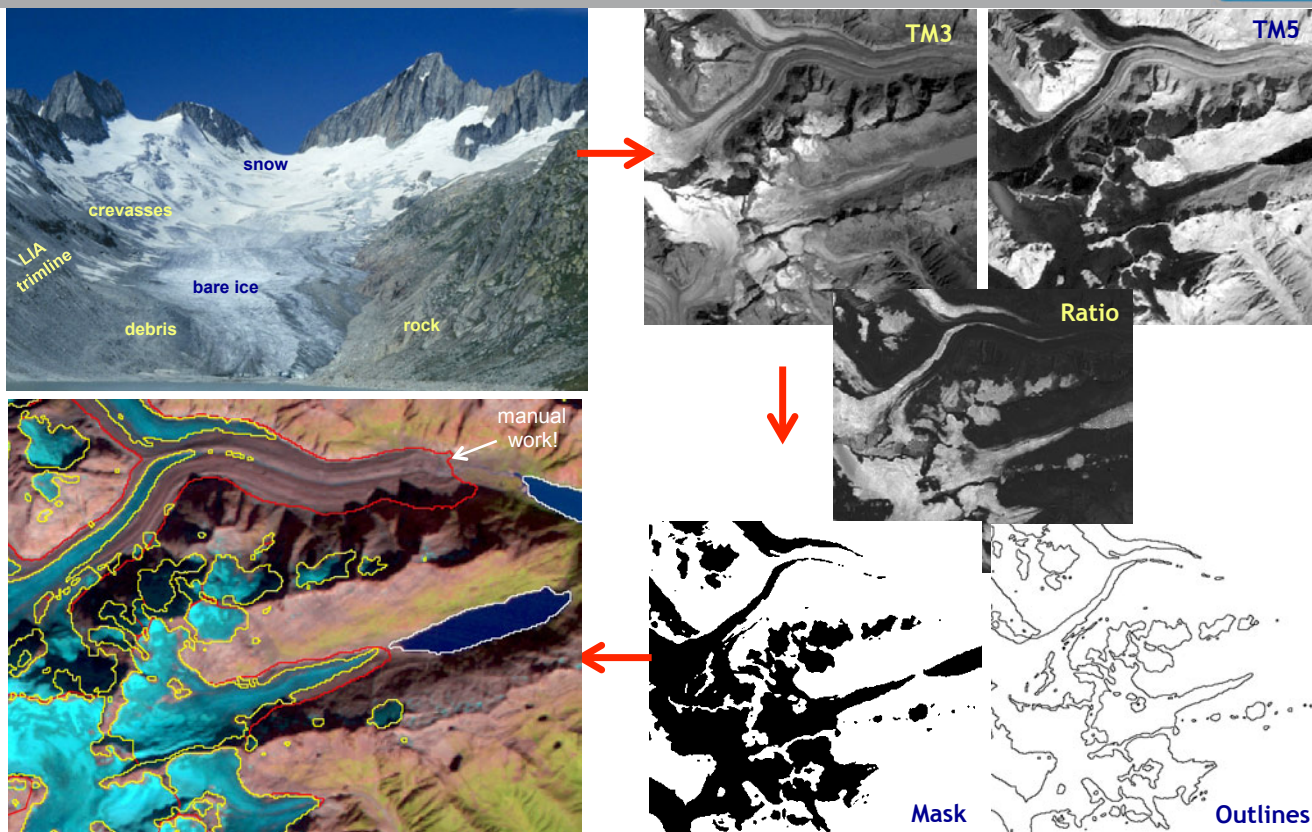 TM3
TM5
snow
crevasses
LIA
trimline
bare ice
debris
rock
Ratio
manual
work!
Mask
Outlines